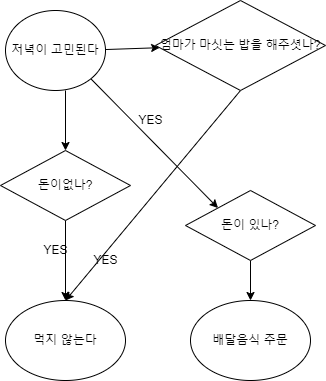 저녁이 고민된다
엄마가 마싯는 밥을 해주셧나?
YES
돈이없나?
돈이 있나?
YES
YES
먹지 않는다
배달음식 주문